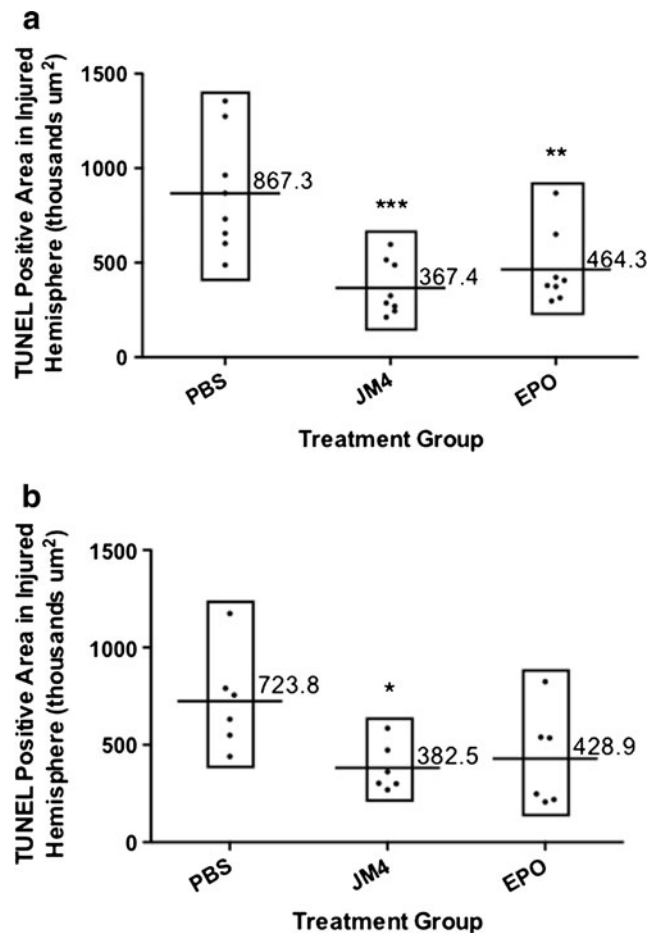 a
TUNEL Positive Area in Injured
Hemisphere (thousands um²)
1500
1000
500
0
867.3
***
367.4
**
464.3
PBS
JM4
EPO
Treatment Group
b
TUNEL Positive Area in Injured
Hemisphere (thousands um²)
1500
1000
500
0
723.8
*
382.5
428.9
PBS
JM4
EPO
Treatment Group